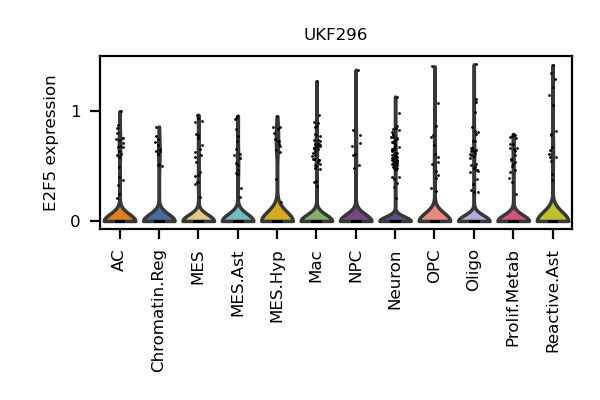 UKF296
E2F5 expression
1
0
AC
Chromatin.Reg
MES
MES.Ast
MES.Hyp
Mac
NPC
Neuron
OPC
Oligo
Prolif.Metab
Reactive.Ast